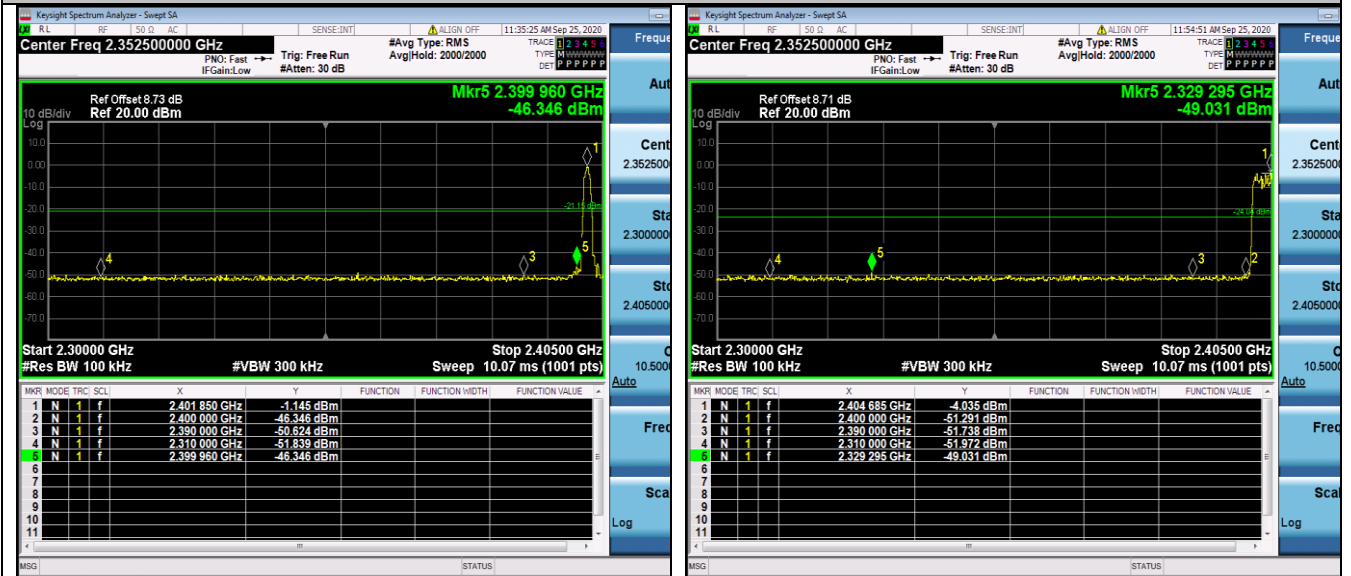 Keysight Spectrum Analyzer - Swept SA
RL RF 50 Ω AC SENSE:INT ALIGN OFF 11:35:25 AM Sep 25, 2020
Center Freq 2.352500000 GHz
PNO: Fast
IFGain:Low
Trig: Free Run
#Atten: 30 dB
#Avg Type: RMS
Avg|Hold: 2000/2000
TRACE 1 2 3 4 5 6
TYPE M W W W W W
DET P P P P P P
Ref Offset 8.73 dB
10 dB/div Ref 20.00 dBm
Log
Mkr5 2.399 960 GHz
-46.346 dBm
10.0
0.00
-10.0
-20.0
-30.0
-40.0
-50.0
-60.0
-70.0
-21.15 dBm
1
5
3
4
Start 2.30000 GHz Stop 2.40500 GHz
#Res BW 100 kHz #VBW 300 kHz Sweep 10.07 ms (1001 pts)
MKR MODE TRC SCL X Y FUNCTION FUNCTION WIDTH FUNCTION VALUE
1 N 1 f 2.401 850 GHz -1.145 dBm
2 N 1 f 2.400 000 GHz -46.346 dBm
3 N 1 f 2.390 000 GHz -50.624 dBm
4 N 1 f 2.310 000 GHz -51.839 dBm
5 N 1 f 2.399 960 GHz -46.346 dBm
6
7
8
9
10
11
MSG STATUS
Freque
Aut
Cent
2.3525000
Sta
2.3000000
Sto
2.4050000
C
10.5000
Auto
Freq
Scal
Log
Keysight Spectrum Analyzer - Swept SA
RL RF 50 Ω AC SENSE:INT ALIGN OFF 11:54:51 AM Sep 25, 2020
Center Freq 2.352500000 GHz
PNO: Fast
IFGain:Low
Trig: Free Run
#Atten: 30 dB
#Avg Type: RMS
Avg|Hold: 2000/2000
TRACE 1 2 3 4 5 6
TYPE M W W W W W
DET P P P P P P
Ref Offset 8.71 dB
10 dB/div Ref 20.00 dBm
Log
Mkr5 2.329 295 GHz
-49.031 dBm
10.0
0.00
-10.0
-20.0
-30.0
-40.0
-50.0
-60.0
-70.0
-24.04 dBm
1
5
4
3
2
Start 2.30000 GHz Stop 2.40500 GHz
#Res BW 100 kHz #VBW 300 kHz Sweep 10.07 ms (1001 pts)
MKR MODE TRC SCL X Y FUNCTION FUNCTION WIDTH FUNCTION VALUE
1 N 1 f 2.404 685 GHz -4.035 dBm
2 N 1 f 2.400 000 GHz -51.291 dBm
3 N 1 f 2.390 000 GHz -51.738 dBm
4 N 1 f 2.310 000 GHz -51.972 dBm
5 N 1 f 2.329 295 GHz -49.031 dBm
6
7
8
9
10
11
MSG STATUS
Freque
Aut
Cent
2.3525000
Sta
2.3000000
Sto
2.4050000
C
10.5000
Auto
Freq
Scal
Log